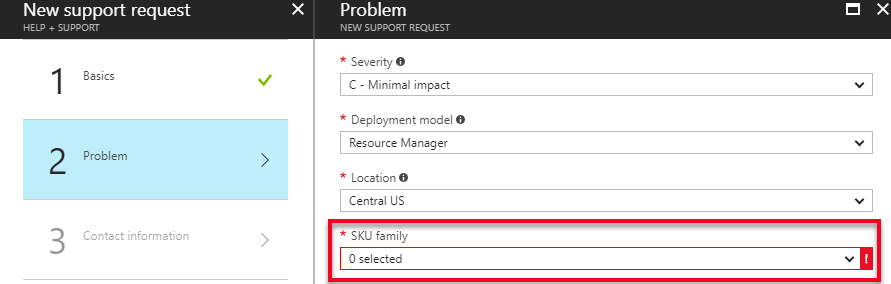 New support request
HELP + SUPPORT
1
Basics
2
Problem
3
Contact information
Problem
NEW SUPPORT REQUEST
* Severity
C - Minimal impact
* Deployment model
Resource Manager
* Location
Central US
* SKU family
0 selected
!